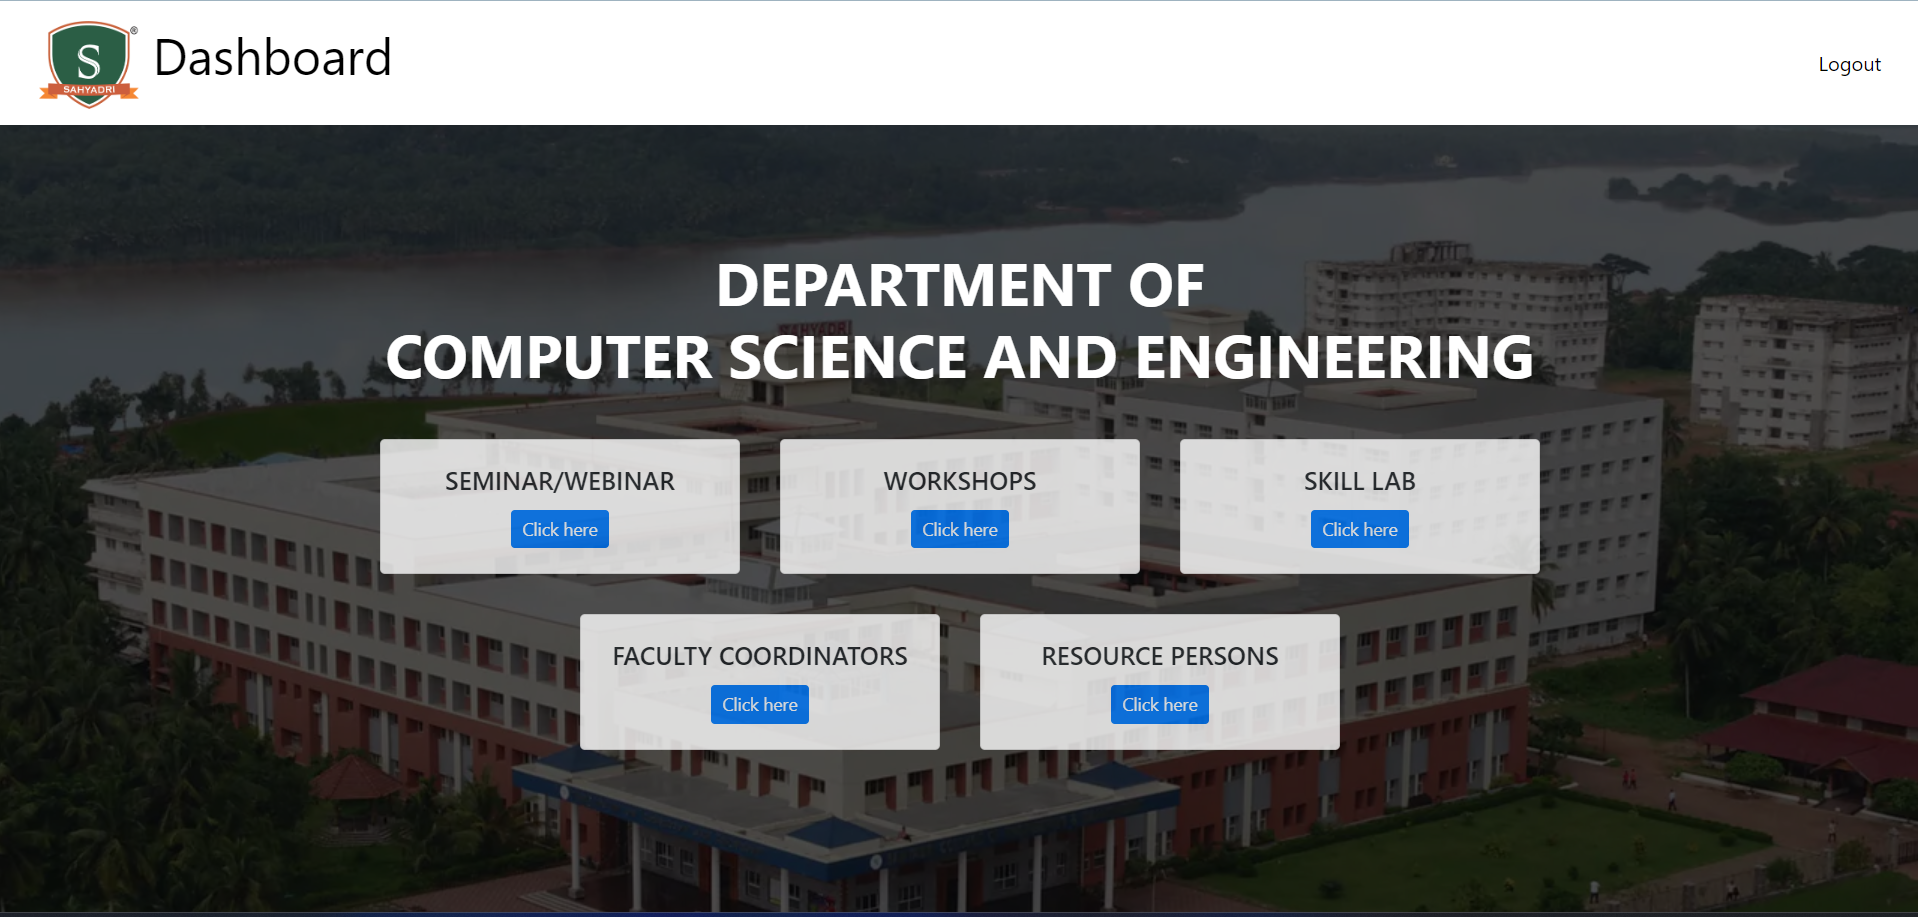 S
®
SAHYADRI
Dashboard
Logout
SAHYADRI
DEPARTMENT OF
COMPUTER SCIENCE AND ENGINEERING
SEMINAR/WEBINAR
Click here
WORKSHOPS
Click here
SKILL LAB
Click here
FACULTY COORDINATORS
Click here
RESOURCE PERSONS
Click here